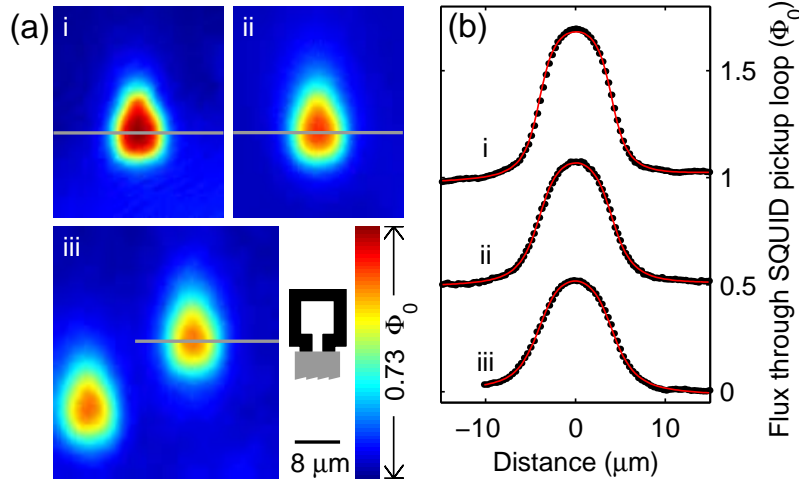 (a)
i
ii
iii
0.73 Φ₀
8 μm
(b)
i
ii
iii
1.5
1
0.5
0
−10
0
10
Distance (μm)
Flux through SQUID pickup loop (Φ₀)